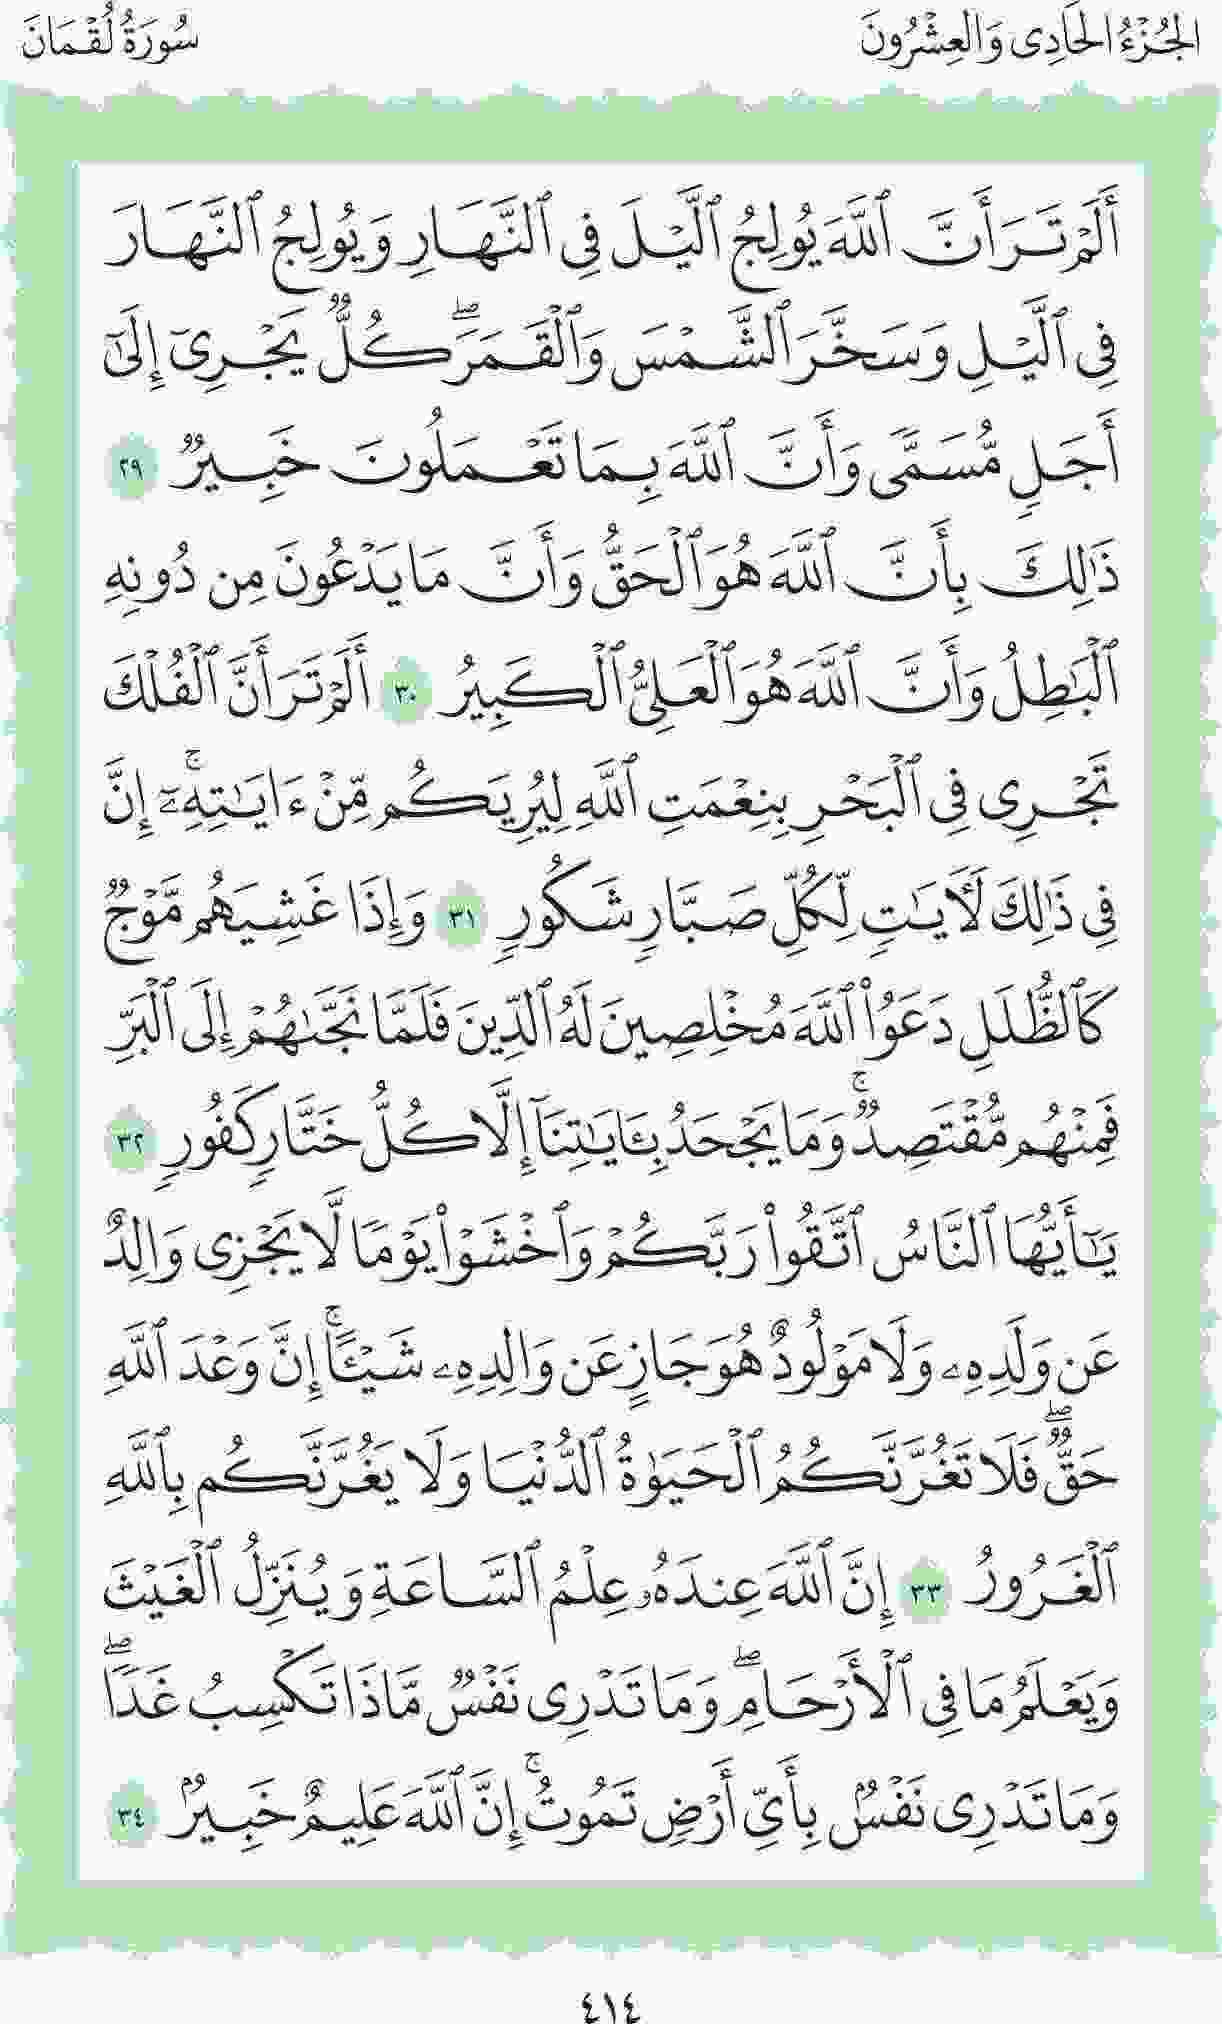 الجُزْءُ الحَادِى وَالعِشْرُونَ
سُورَةُ لُقْمَانَ
أَلَمْ تَرَ أَنَّ ٱللَّهَ يُولِجُ ٱلَّيْلَ فِى ٱلنَّهَارِ وَيُولِجُ ٱلنَّهَارَ
فِى ٱلَّيْلِ وَسَخَّرَ ٱلشَّمْسَ وَٱلْقَمَرَۖ كُلٌّ يَجْرِىٓ إِلَىٰٓ
أَجَلٍ مُّسَمًّى وَأَنَّ ٱللَّهَ بِمَا تَعْمَلُونَ خَبِيرٌ ٢٩
ذَٰلِكَ بِأَنَّ ٱللَّهَ هُوَ ٱلْحَقُّ وَأَنَّ مَا يَدْعُونَ مِن دُونِهِ
ٱلْبَٰطِلُ وَأَنَّ ٱللَّهَ هُوَ ٱلْعَلِىُّ ٱلْكَبِيرُ ٣٠ أَلَمْ تَرَ أَنَّ ٱلْفُلْكَ
تَجْرِى فِى ٱلْبَحْرِ بِنِعْمَتِ ٱللَّهِ لِيُرِيَكُم مِّنْ ءَايَٰتِهِۦٓۚ إِنَّ
فِى ذَٰلِكَ لَءَايَٰتٍ لِّكُلِّ صَبَّارٍ شَكُورٍ ٣١ وَإِذَا غَشِيَهُم مَّوْجٌ
كَٱلظُّلَلِ دَعَوُا۟ ٱللَّهَ مُخْلِصِينَ لَهُ ٱلدِّينَ فَلَمَّا نَجَّىٰهُمْ إِلَى ٱلْبَرِّ
فَمِنْهُم مُّقْتَصِدٌۚ وَمَا يَجْحَدُ بِـَٔايَٰتِنَآ إِلَّا كُلُّ خَتَّارٍ كَفُورٍ ٣٢
يَٰٓأَيُّهَا ٱلنَّاسُ ٱتَّقُوا۟ رَبَّكُمْ وَٱخْشَوْا۟ يَوْمًا لَّا يَجْزِى وَالِدٌ
عَن وَلَدِهِۦ وَلَا مَوْلُودٌ هُوَ جَازٍ عَن وَالِدِهِۦ شَيْـًٔاۚ إِنَّ وَعْدَ ٱللَّهِ
حَقٌّۖ فَلَا تَغُرَّنَّكُمُ ٱلْحَيَوٰةُ ٱلدُّنْيَا وَلَا يَغُرَّنَّكُم بِٱللَّهِ
ٱلْغَرُورُ ٣٣ إِنَّ ٱللَّهَ عِندَهُۥ عِلْمُ ٱلسَّاعَةِ وَيُنَزِّلُ ٱلْغَيْثَ
وَيَعْلَمُ مَا فِى ٱلْأَرْحَامِۖ وَمَا تَدْرِى نَفْسٌ مَّاذَا تَكْسِبُ غَدًاۖ
وَمَا تَدْرِى نَفْسٌۢ بِأَىِّ أَرْضٍ تَمُوتُۚ إِنَّ ٱللَّهَ عَلِيمٌ خَبِيرٌۢ ٣٤
٤١٤